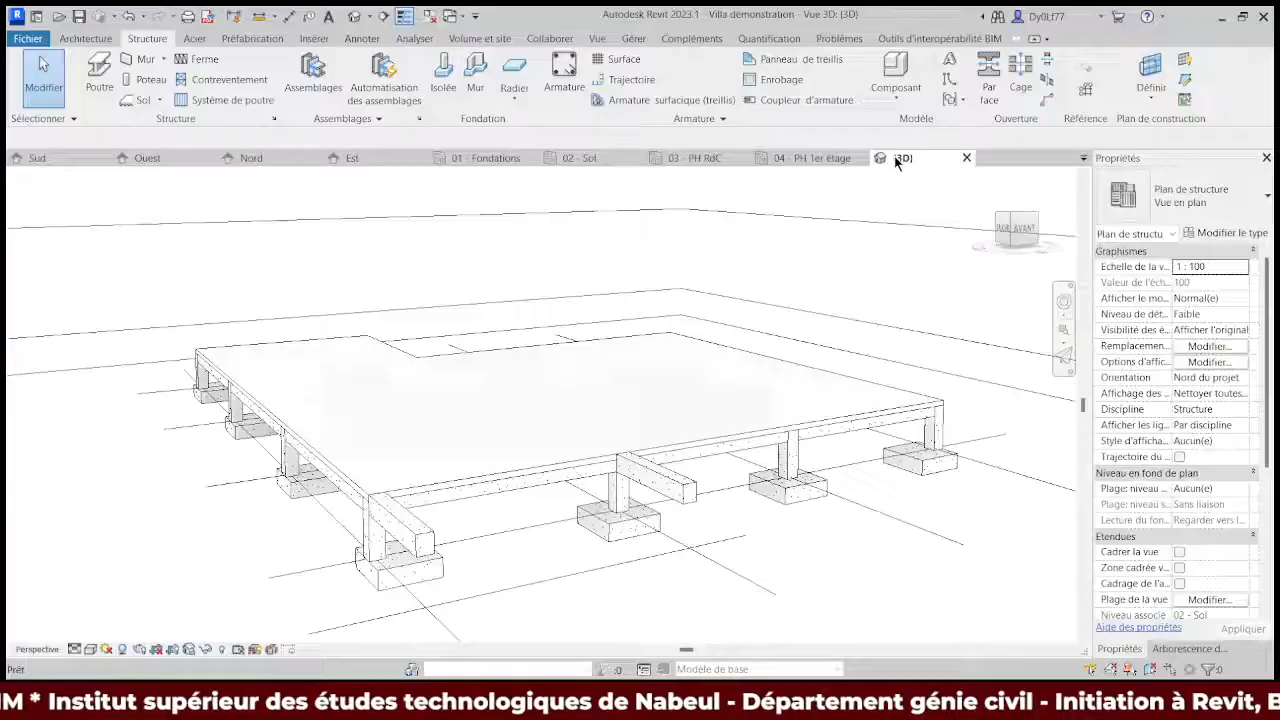 Autodesk Revit 2023.1 - Villa démonstration - Vue 3D: {3D}
DyLf77
Fichier Architecture Structure Acier Préfabrication Insérer Annoter Analyser Volume et site Collaborer Vue Gérer Compléments Quantification Problèmes Outils d'interopérabilité BIM
Modifier
Poutre
Mur
Poteau
Sol
Ferme
Contreventement
Système de poutre
Assemblages
Automatisation
des assemblages
Isolée
Mur
Radier
Armature
Surface
Trajectoire
Armature surfacique (treillis)
Panneau de treillis
Enrobage
Coupleur d'armature
Composant
Par
face
Cage
Définir
Sélectionner Structure Assemblages Fondation Armature Modèle Ouverture Référence Plan de construction
Sud Ouest Nord Est 01 - Fondations 02 - Sol 03 - PH RdC 04 - PH 1er étage
Propriétés
AVANT
Plan de structure
Vue en plan
Plan de structu
Modifier le type
Graphismes
Echelle de la v... 1 : 100
Valeur de l'éch... 100
Afficher le mo... Normal(e)
Niveau de dét... Faible
Visibilité des é... Afficher l'original
Remplacemen... Modifier...
Options d'affic... Modifier...
Orientation Nord du projet
Affichage des ... Nettoyer toutes...
Discipline Structure
Afficher les lig... Par discipline
Style d'afficha... Aucun(e)
Trajectoire du
Niveau en fond de plan
Plage: niveau ... Aucun(e)
Plage: niveau s... Sans liaison
Lecture du fon... Regarder vers l...
Etendues
Cadrer la vue
Zone cadrée v...
Cadrage de l'a...
Plage de la vue Modifier...
Niveau associé 02 - Sol
Aide des propriétés Appliquer
Propriétés Arborescence d...
Perspective
Prêt
:0
Modèle de base
:0
IM * Institut supérieur des études technologiques de Nabeul - Département génie civil - Initiation à Revit, B